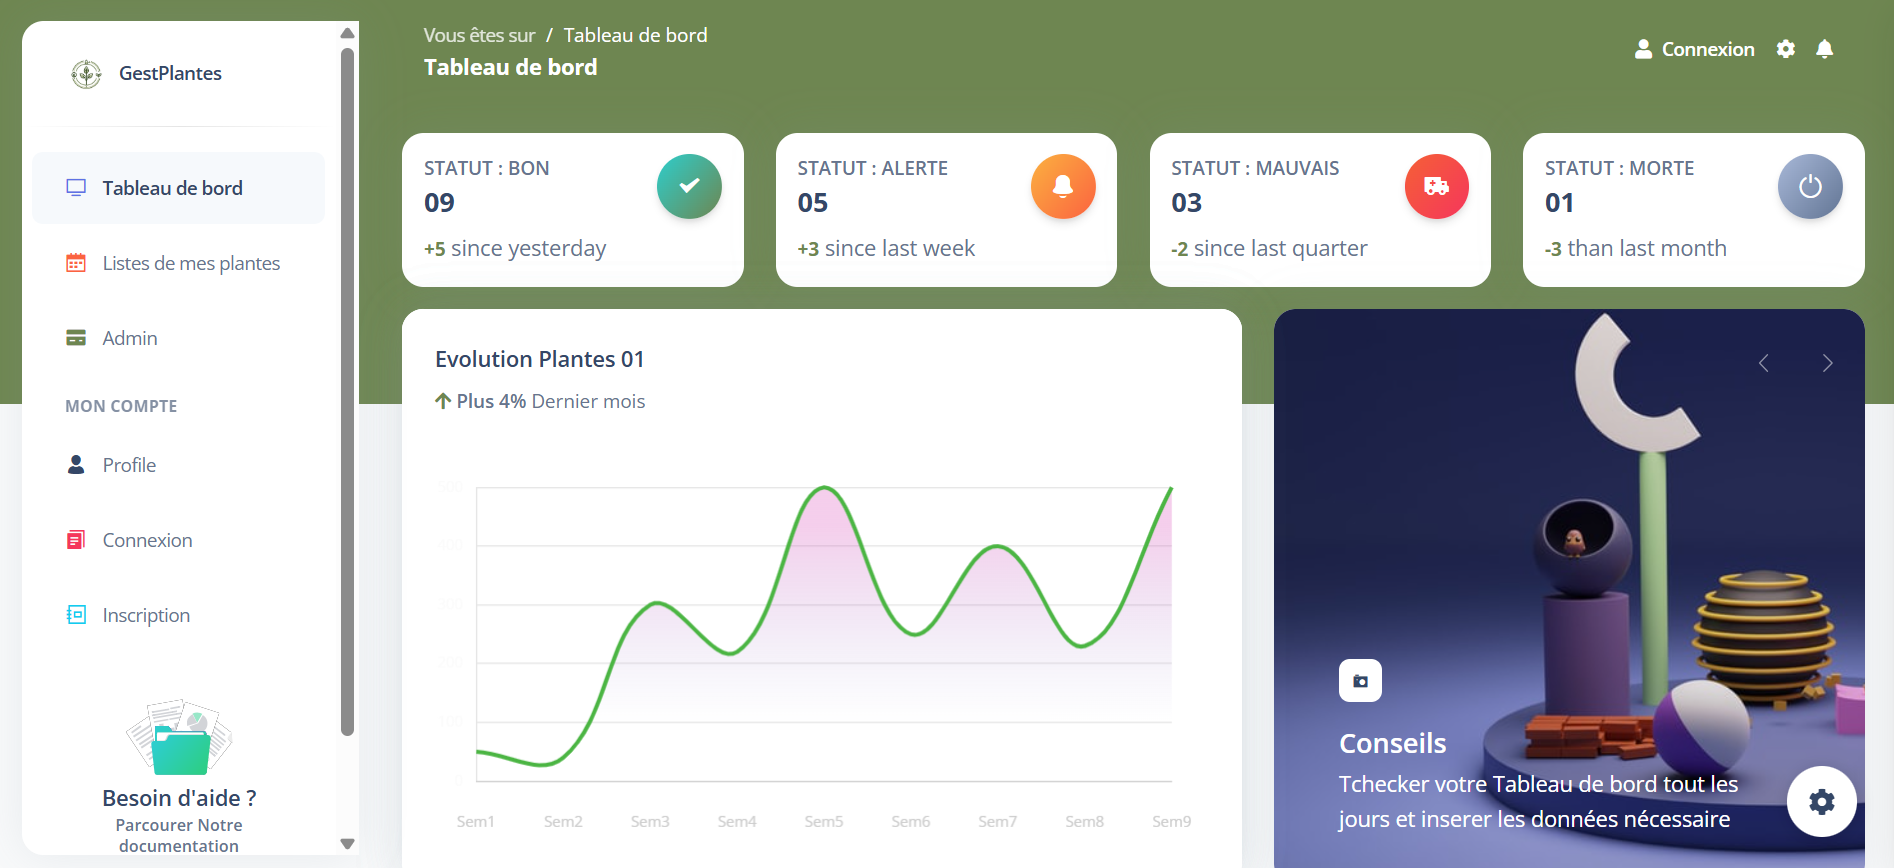 GestPlantes
Tableau de bord
Listes de mes plantes
Admin
MON COMPTE
Profile
Connexion
Inscription
Besoin d'aide ?
Parcourer Notre
documentation
Vous êtes sur / Tableau de bord
Tableau de bord
Connexion
STATUT : BON
09
+5 since yesterday
STATUT : ALERTE
05
+3 since last week
STATUT : MAUVAIS
03
-2 since last quarter
STATUT : MORTE
01
-3 than last month
Evolution Plantes 01
Plus 4% Dernier mois
500
400
300
200
100
0
Sem1 Sem2 Sem3 Sem4 Sem5 Sem6 Sem7 Sem8 Sem9
Conseils
Tchecker votre Tableau de bord tout les
jours et inserer les données nécessaire